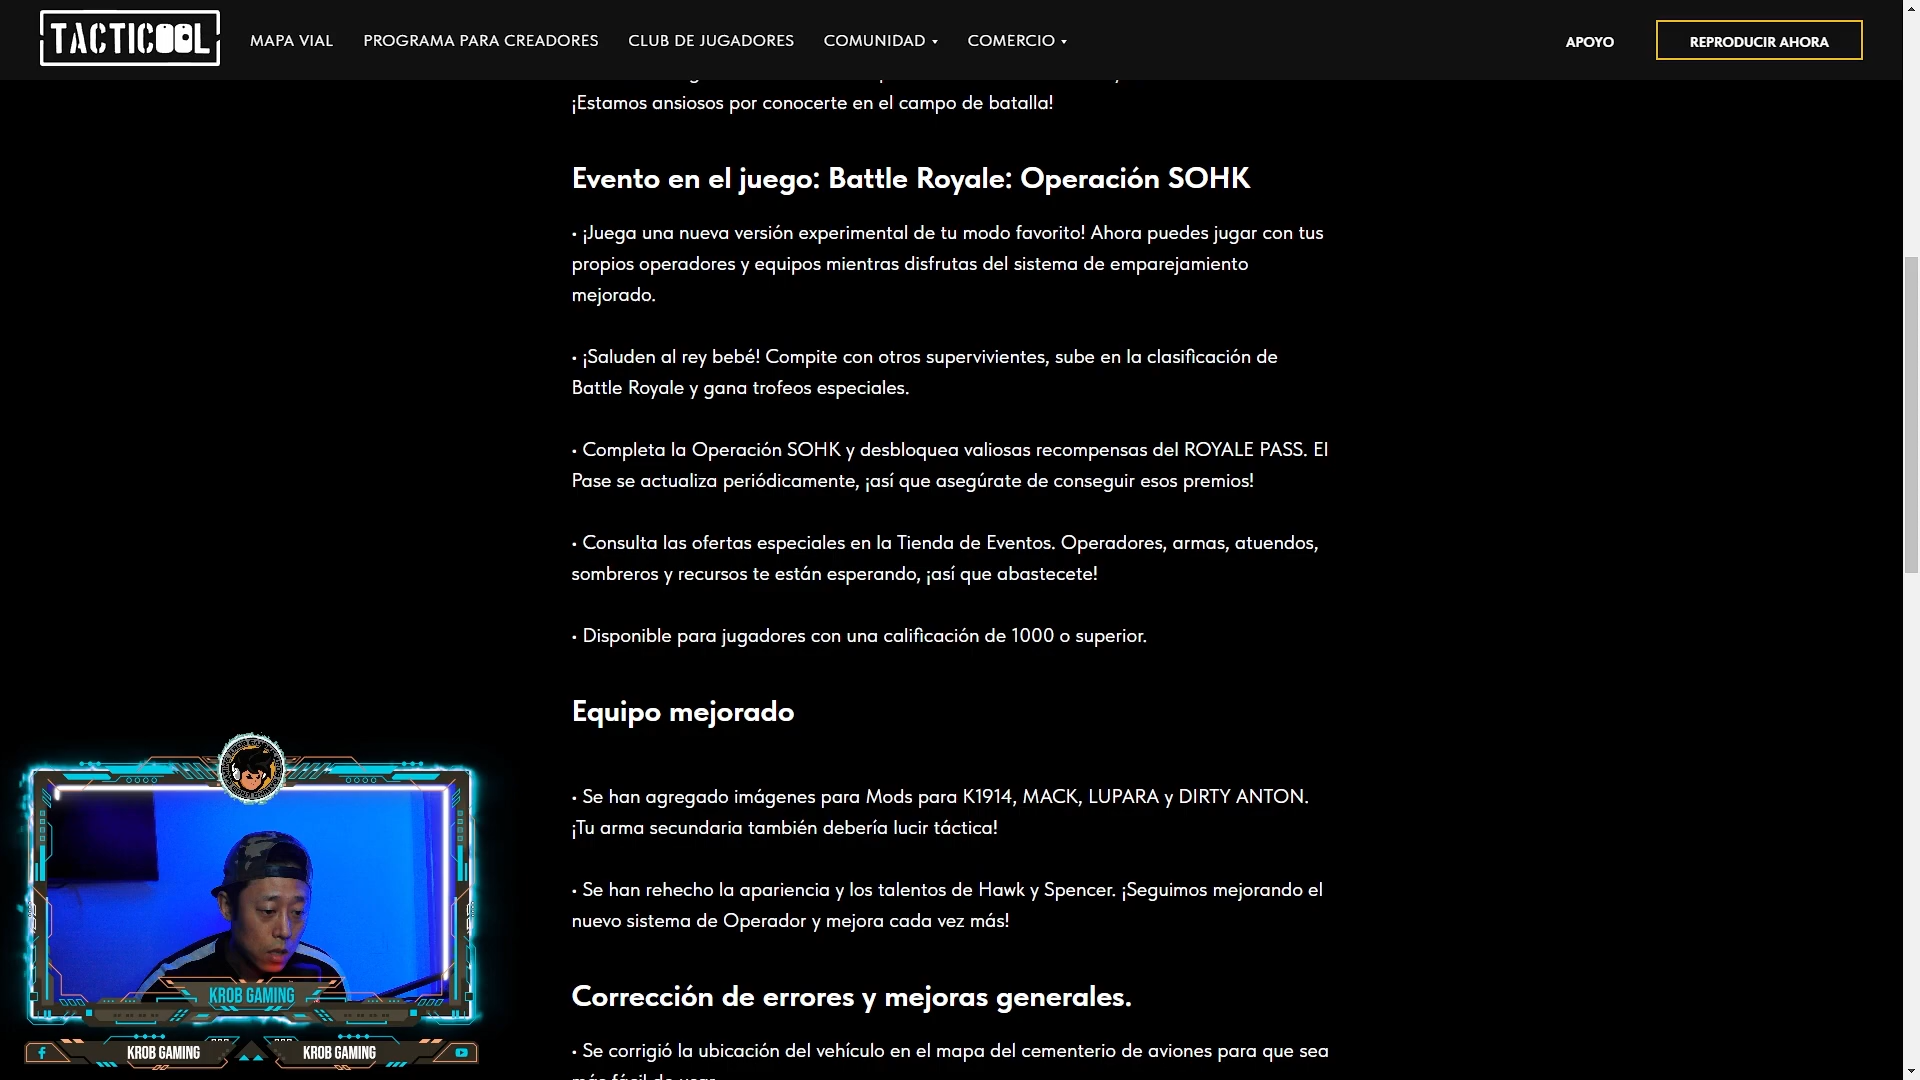 TACTICOOL
MAPA VIAL
PROGRAMA PARA CREADORES
CLUB DE JUGADORES
COMUNIDAD
COMERCIO
APOYO
REPRODUCIR AHORA
¡Estamos ansiosos por conocerte en el campo de batalla!
Evento en el juego: Battle Royale: Operación SOHK
• ¡Juega una nueva versión experimental de tu modo favorito! Ahora puedes jugar con tus
propios operadores y equipos mientras disfrutas del sistema de emparejamiento
mejorado.
• ¡Saluden al rey bebé! Compite con otros supervivientes, sube en la clasificación de
Battle Royale y gana trofeos especiales.
• Completa la Operación SOHK y desbloquea valiosas recompensas del ROYALE PASS. El
Pase se actualiza periódicamente, ¡así que asegúrate de conseguir esos premios!
• Consulta las ofertas especiales en la Tienda de Eventos. Operadores, armas, atuendos,
sombreros y recursos te están esperando, ¡así que abastecete!
• Disponible para jugadores con una calificación de 1000 o superior.
Equipo mejorado
• Se han agregado imágenes para Mods para K1914, MACK, LUPARA y DIRTY ANTON.
¡Tu arma secundaria también debería lucir táctica!
• Se han rehecho la apariencia y los talentos de Hawk y Spencer. ¡Seguimos mejorando el
nuevo sistema de Operador y mejora cada vez más!
Corrección de errores y mejoras generales.
• Se corrigió la ubicación del vehículo en el mapa del cementerio de aviones para que sea
KROB GAMING
KROB GAMING
KROB GAMING